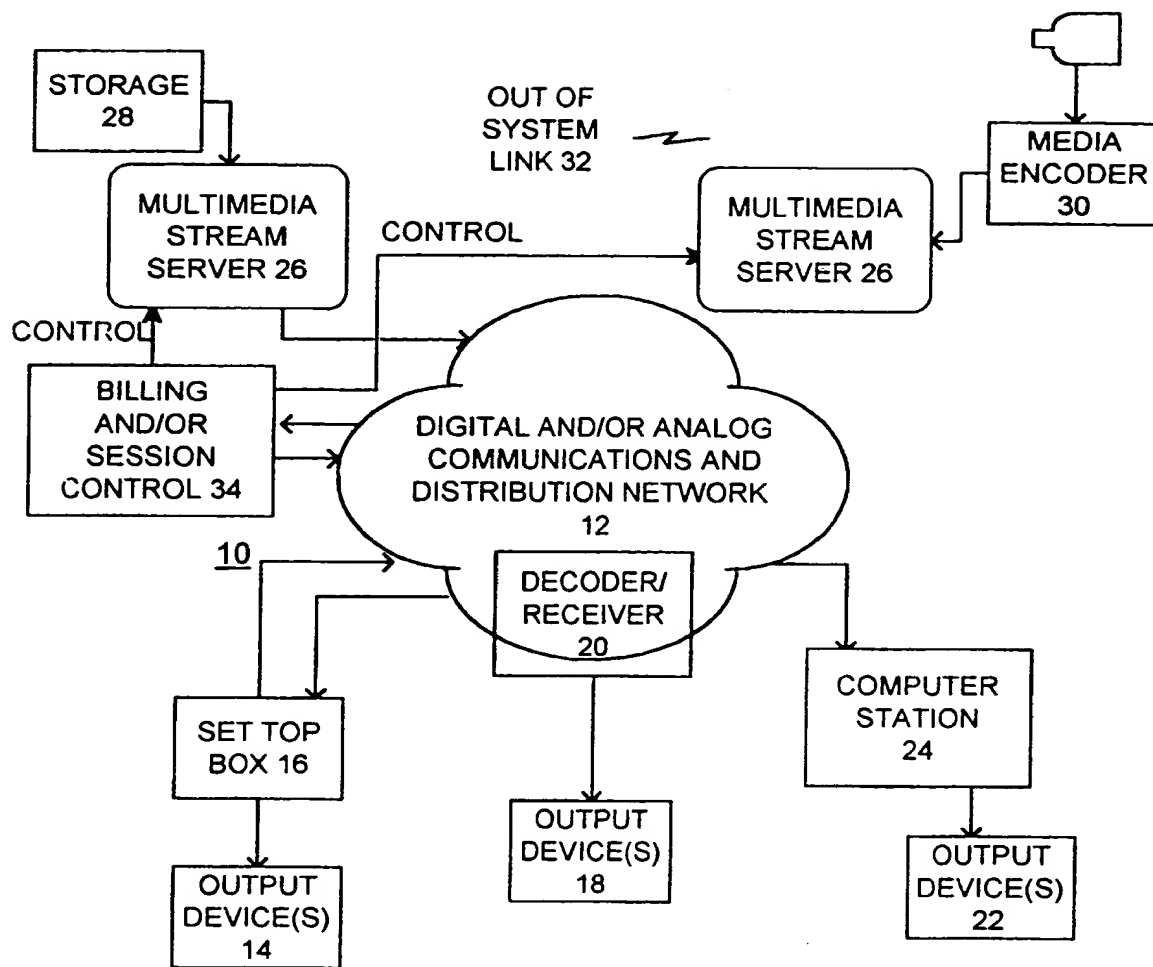 STORAGE
28
OUT OF
SYSTEM
LINK 32
MEDIA
ENCODER
30
MULTIMEDIA
STREAM
SERVER 26
CONTROL
MULTIMEDIA
STREAM
SERVER 26
CONTROL
BILLING
AND/OR
SESSION
CONTROL 34
DIGITAL AND/OR ANALOG
COMMUNICATIONS AND
DISTRIBUTION NETWORK
12
10
DECODER/
RECEIVER
20
SET TOP
BOX 16
COMPUTER
STATION
24
OUTPUT
DEVICE(S)
14
OUTPUT
DEVICE(S)
18
OUTPUT
DEVICE(S)
22